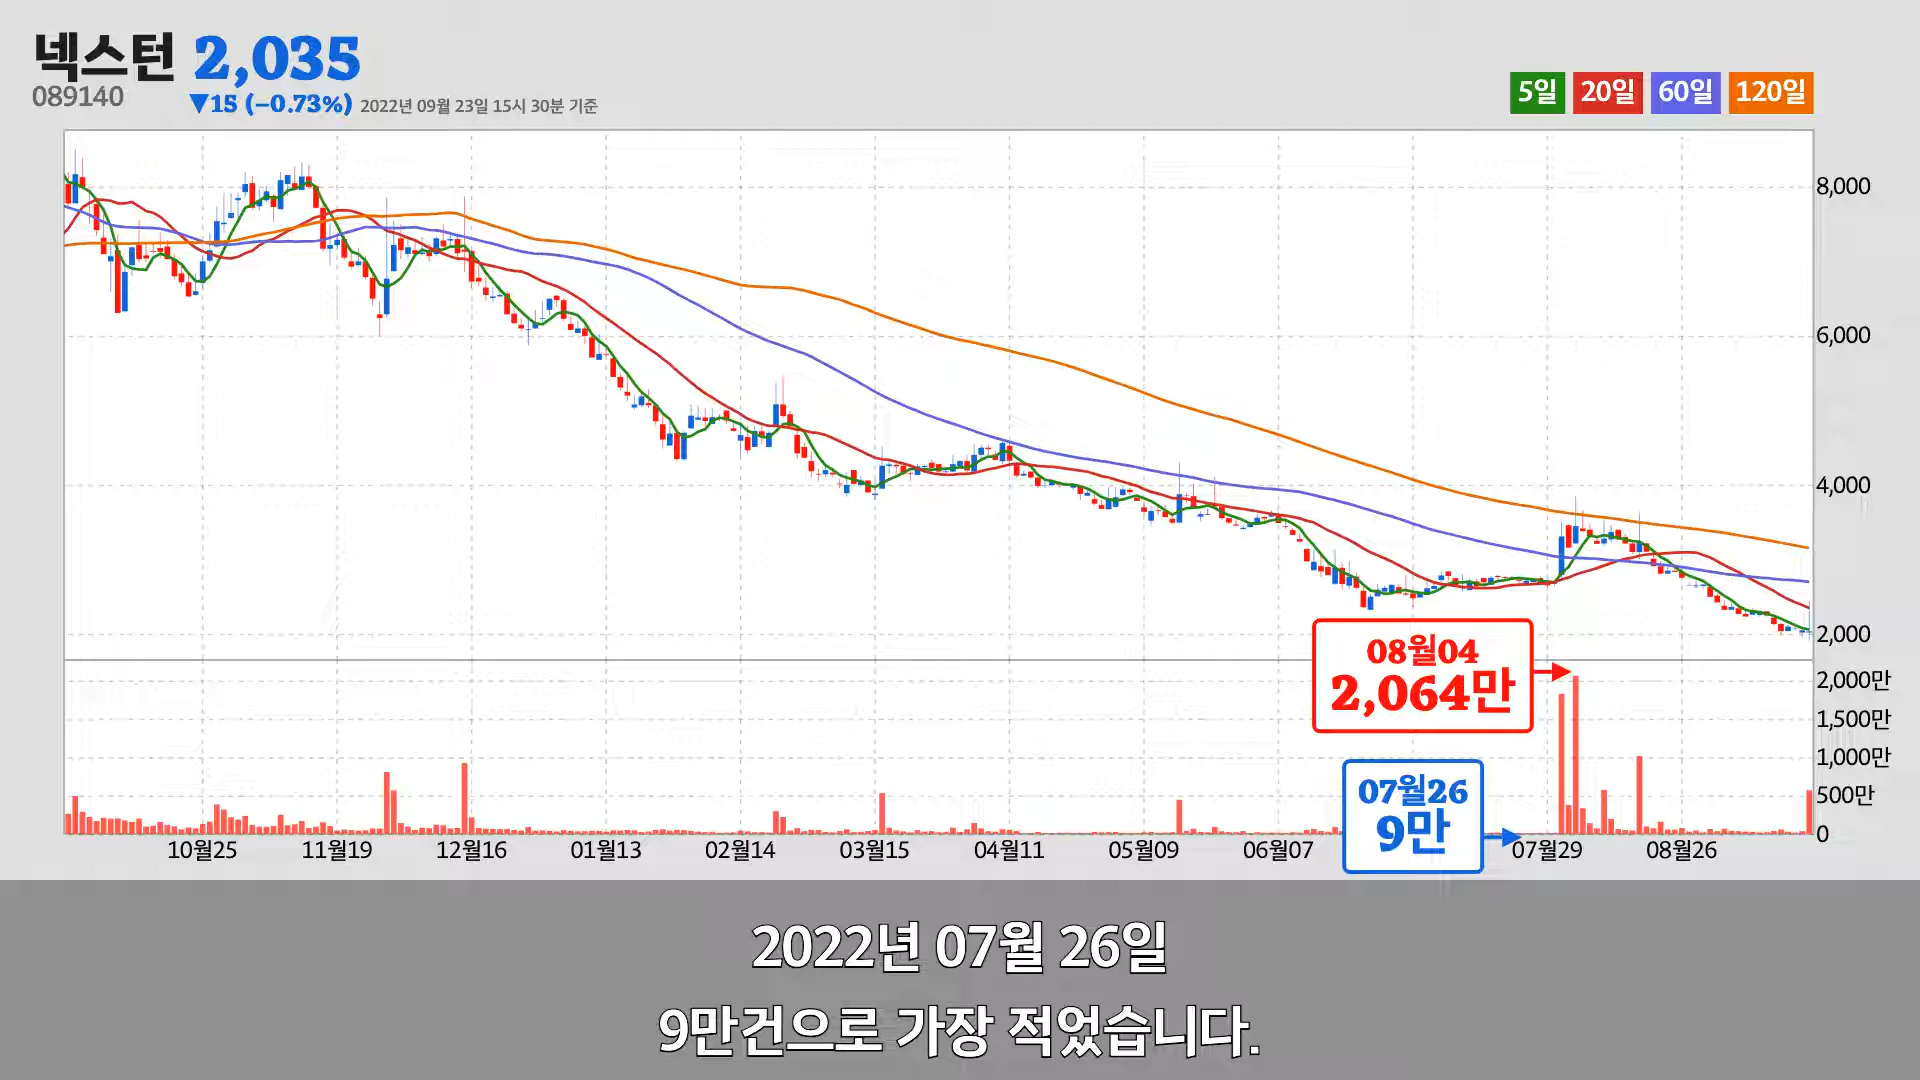 넥스턴 2,035
089140
▼15 (−0.73%) 2022년 09월 23일 15시 30분 기준
5일 20일 60일 120일
8,000
6,000
4,000
2,000
08월04
2,064만
2,000만
1,500만
1,000만
500만
0
07월26
9만
10월25 11월19 12월16 01월13 02월14 03월15 04월11 05월09 06월07 07월29 08월26
2022년 07월 26일
9만건으로 가장 적었습니다.